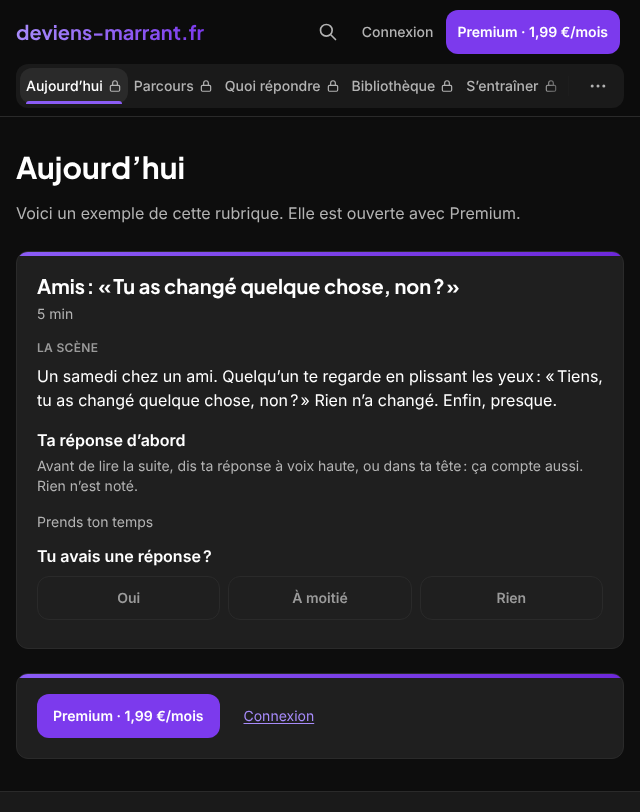 deviens-marrant.fr
Connexion
Premium · 1,99 €/mois
Aujourd’hui
Parcours
Quoi répondre
Bibliothèque
S’entraîner
Aujourd’hui
Voici un exemple de cette rubrique. Elle est ouverte avec Premium.
Amis : « Tu as changé quelque chose, non ? »
5 min
LA SCÈNE
Un samedi chez un ami. Quelqu’un te regarde en plissant les yeux : « Tiens,
tu as changé quelque chose, non ? » Rien n’a changé. Enfin, presque.
Ta réponse d’abord
Avant de lire la suite, dis ta réponse à voix haute, ou dans ta tête : ça compte aussi.
Rien n’est noté.
Prends ton temps
Tu avais une réponse ?
Oui
À moitié
Rien
Premium · 1,99 €/mois
Connexion